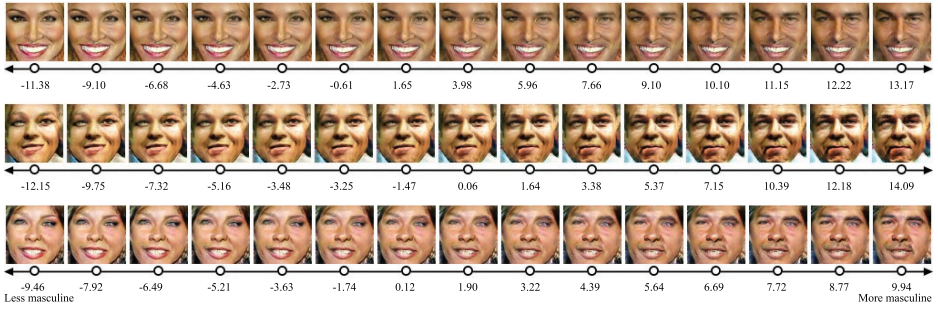 -11.38 -9.10 -6.68 -4.63 -2.73 -0.61 1.65 3.98 5.96 7.66 9.10 10.10 11.15 12.22 13.17
-12.15 -9.75 -7.32 -5.16 -3.48 -3.25 -1.47 0.06 1.64 3.38 5.37 7.15 10.39 12.18 14.09
-9.46 -7.92 -6.49 -5.21 -3.63 -1.74 0.12 1.90 3.22 4.39 5.64 6.69 7.72 8.77 9.94
Less masculine More masculine